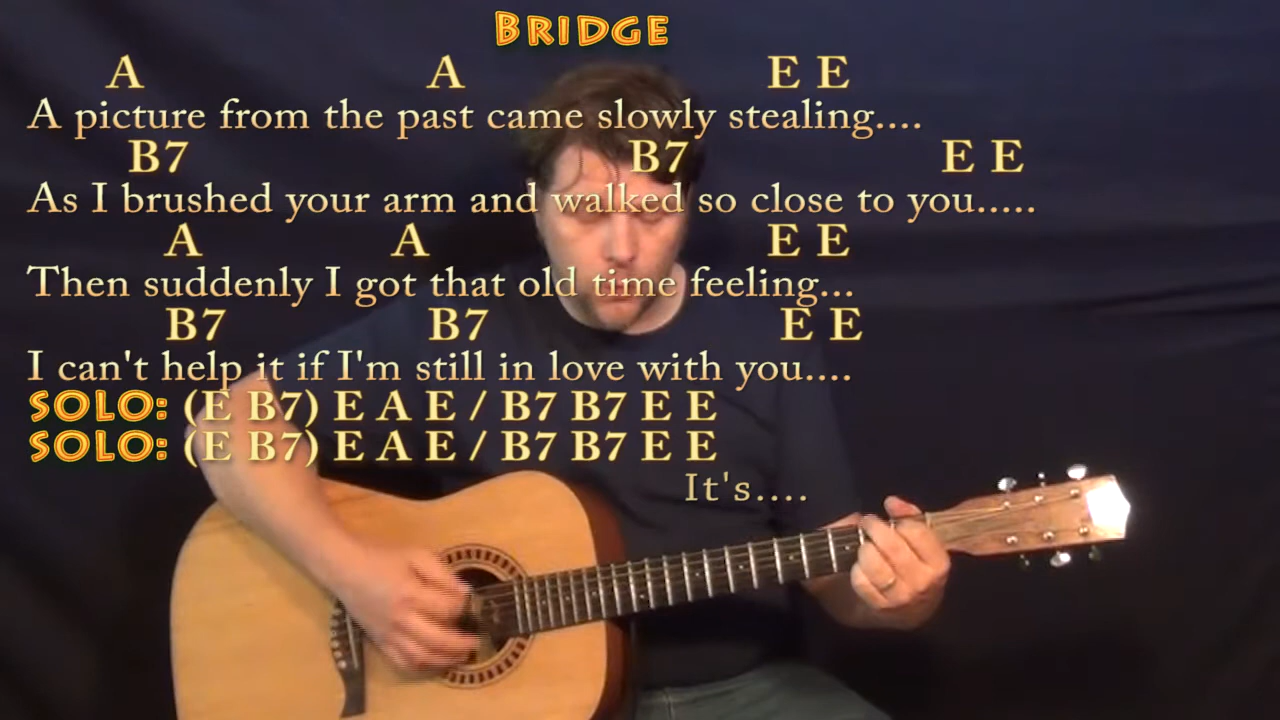 BRIDGE
A A E E
A picture from the past came slowly stealing....
B7 B7 E E
As I brushed your arm and walked so close to you.....
A A E E
Then suddenly I got that old time feeling...
B7 B7 E E
I can't help it if I'm still in love with you....
SOLO: (E B7) E A E / B7 B7 E E
SOLO: (E B7) E A E / B7 B7 E E
It's....